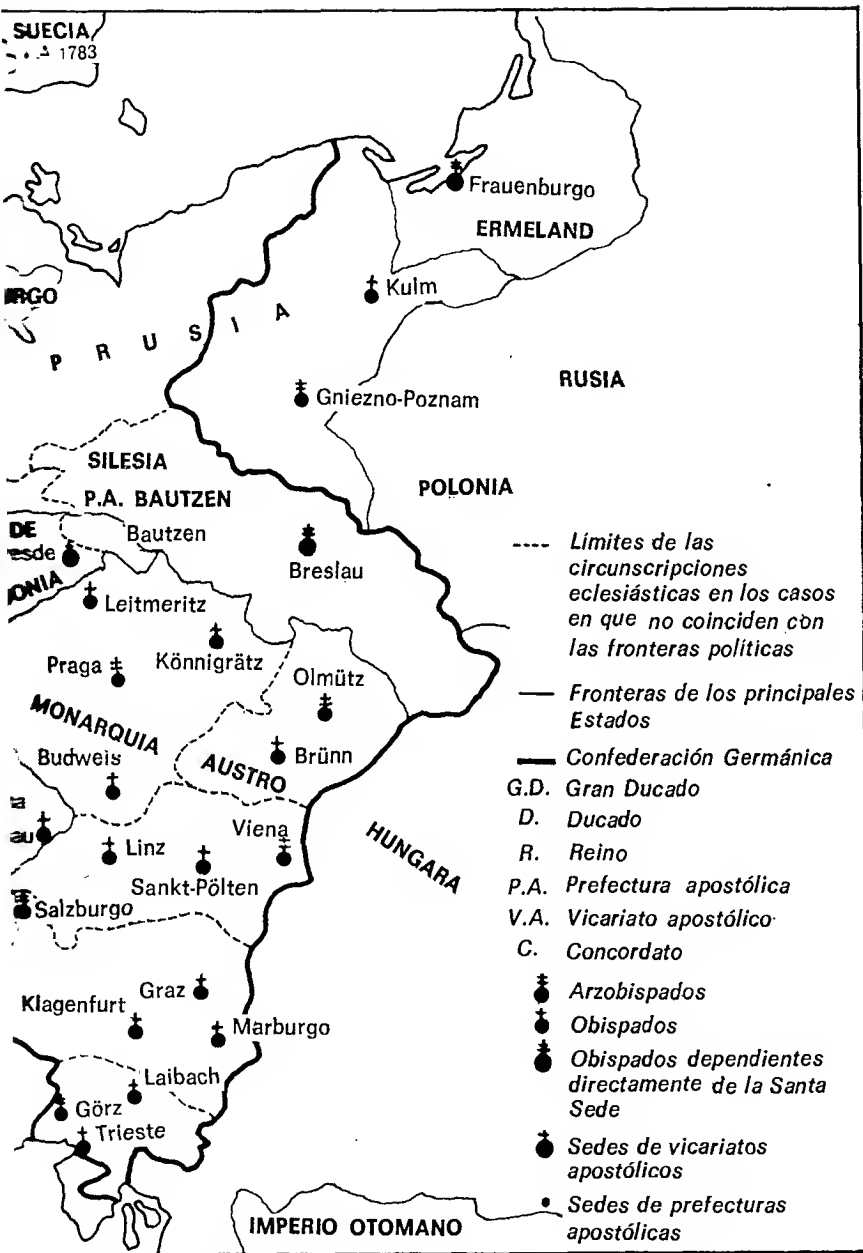 SUECIA
1783
Frauenburgo
ERMELAND
Kulm
PRUSIA
RUSIA
Gniezno-Poznam
SILESIA
P.A. BAUTZEN
POLONIA
DE
Bautzen
Breslau
Leitmeritz
Könnigrätz
Praga
Olmütz
MONARQUIA
AUSTRO
HUNGARA
Budweis
Brünn
Linz
Viena
Sankt-Pölten
Salzburgo
Graz
Klagenfurt
Marburgo
Laibach
Görz
Trieste
IMPERIO OTOMANO
Límites de las
circunscripciones
eclesiásticas en los casos
en que no coinciden con
las fronteras políticas
Fronteras de los principales
Estados
Confederación Germánica
G.D. Gran Ducado
D. Ducado
R. Reino
P.A. Prefectura apostólica
V.A. Vicariato apostólico
C. Concordato
Arzobispados
Obispados
Obispados dependientes
directamente de la Santa
Sede
Sedes de vicariatos
apostólicos
Sedes de prefecturas
apostólicas